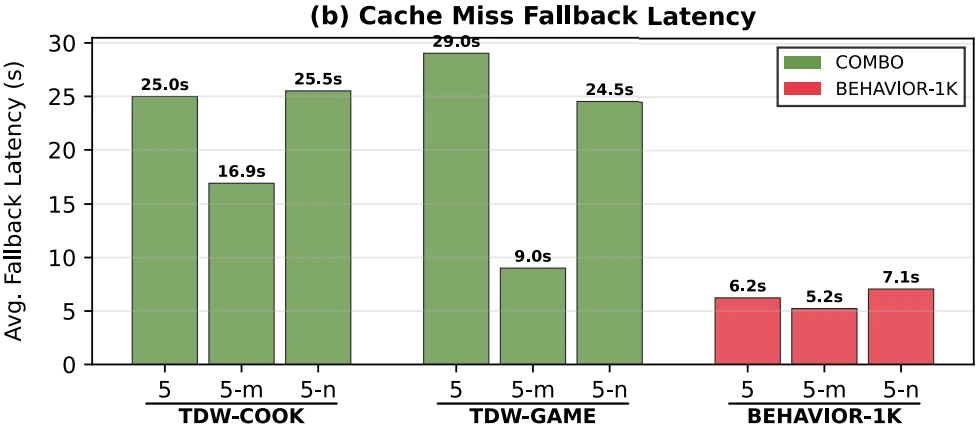 (b) Cache Miss Fallback Latency
Avg. Fallback Latency (s)
30
25
20
15
10
5
0
25.0s
16.9s
25.5s
29.0s
9.0s
24.5s
6.2s
5.2s
7.1s
COMBO
BEHAVIOR-1K
5 5-m 5-n 5 5-m 5-n 5 5-m 5-n
TDW-COOK TDW-GAME BEHAVIOR-1K